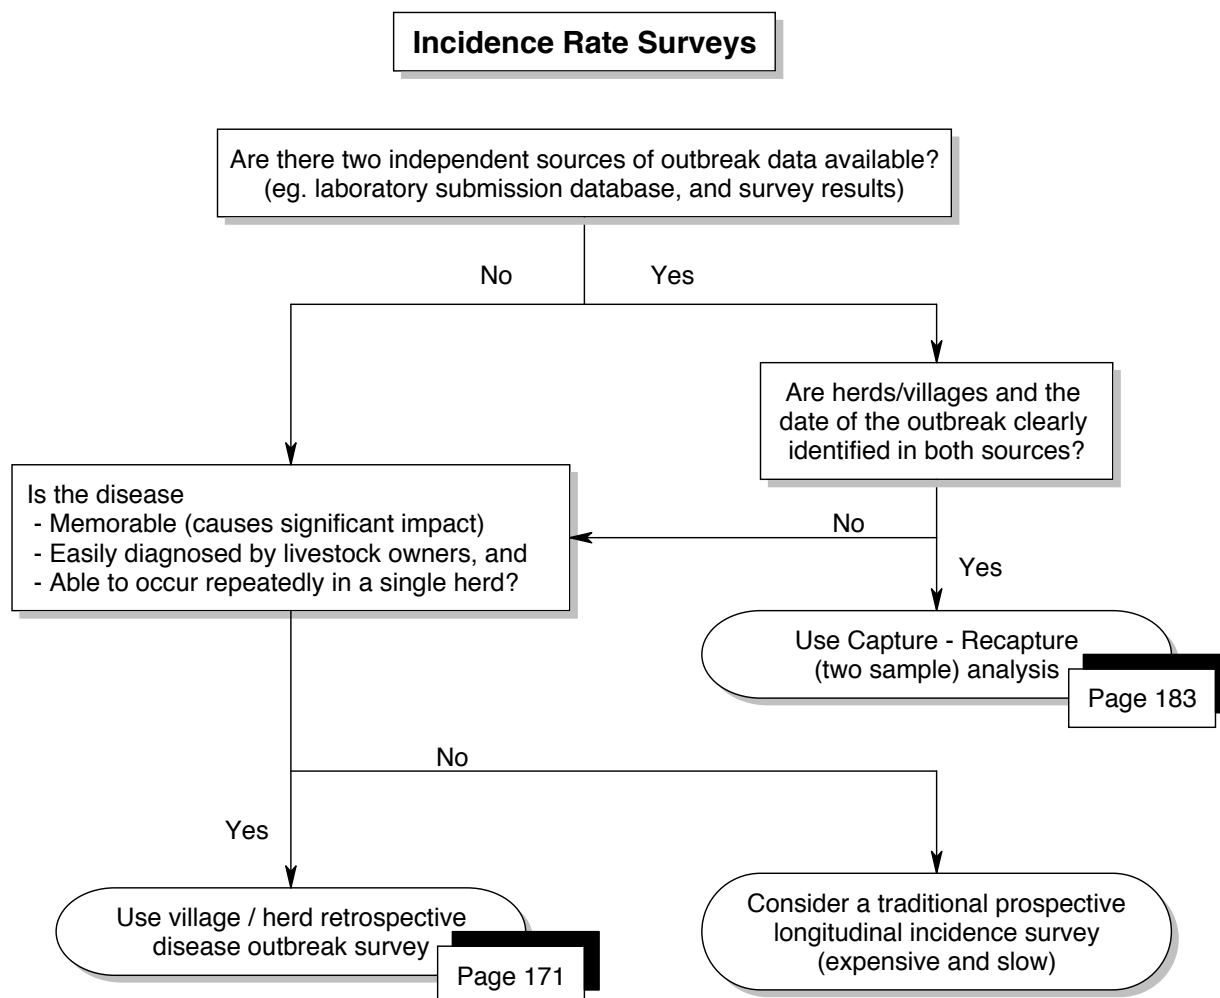 Incidence Rate Surveys
Are there two independent sources of outbreak data available?
(eg. laboratory submission database, and survey results)
No
Yes
Are herds/villages and the
date of the outbreak clearly
identified in both sources?
Is the disease
- Memorable (causes significant impact)
- Easily diagnosed by livestock owners, and
- Able to occur repeatedly in a single herd?
No
Yes
Use Capture - Recapture
(two sample) analysis
Page 183
No
Yes
Use village / herd retrospective
disease outbreak survey
Page 171
Consider a traditional prospective
longitudinal incidence survey
(expensive and slow)